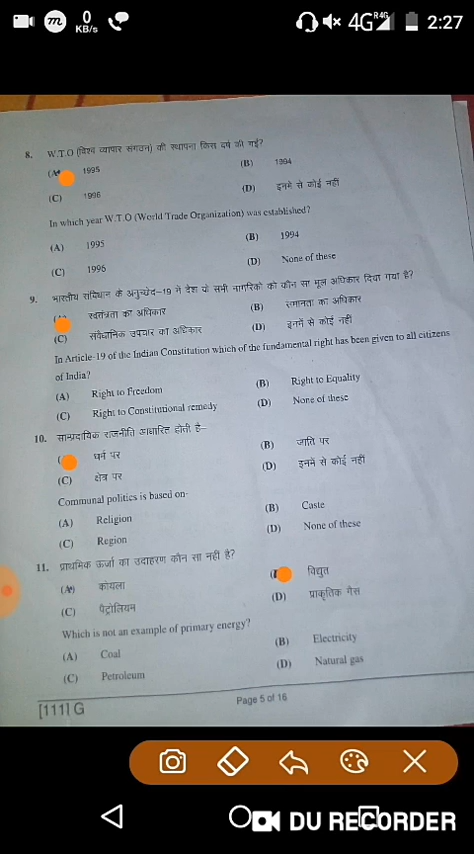 0
KB/s
4G R4G 2:27
8. W.T.O (विश्व व्यापार संगठन) की स्थापना किस वर्ष की गई?
(A) 1995 (B) 1994
(C) 1996 (D) इनमें से कोई नहीं
In which year W.T.O (World Trade Organization) was established?
(A) 1995 (B) 1994
(C) 1996 (D) None of these
9. भारतीय संविधान के अनुच्छेद-19 में देश के सभी नागरिकों को कौन सा मूल अधिकार दिया गया है?
स्वतंत्रता का अधिकार (B) समानता का अधिकार
(C) संवैधानिक उपचार का अधिकार (D) इनमें से कोई नहीं
In Article-19 of the Indian Constitution which of the fundamental right has been given to all citizens
of India?
(A) Right to Freedom (B) Right to Equality
(C) Right to Constitutional remedy (D) None of these
10. साम्प्रदायिक राजनीति आधारित होती है-
धर्म पर (B) जाति पर
(C) क्षेत्र पर (D) इनमें से कोई नहीं
Communal politics is based on-
(A) Religion (B) Caste
(C) Region (D) None of these
11. प्राथमिक ऊर्जा का उदाहरण कौन सा नहीं है?
(A) कोयला विद्युत
(C) पेट्रोलियम (D) प्राकृतिक गैस
Which is not an example of primary energy?
(A) Coal (B) Electricity
(C) Petroleum (D) Natural gas
[111] G Page 5 of 16
DU RECORDER